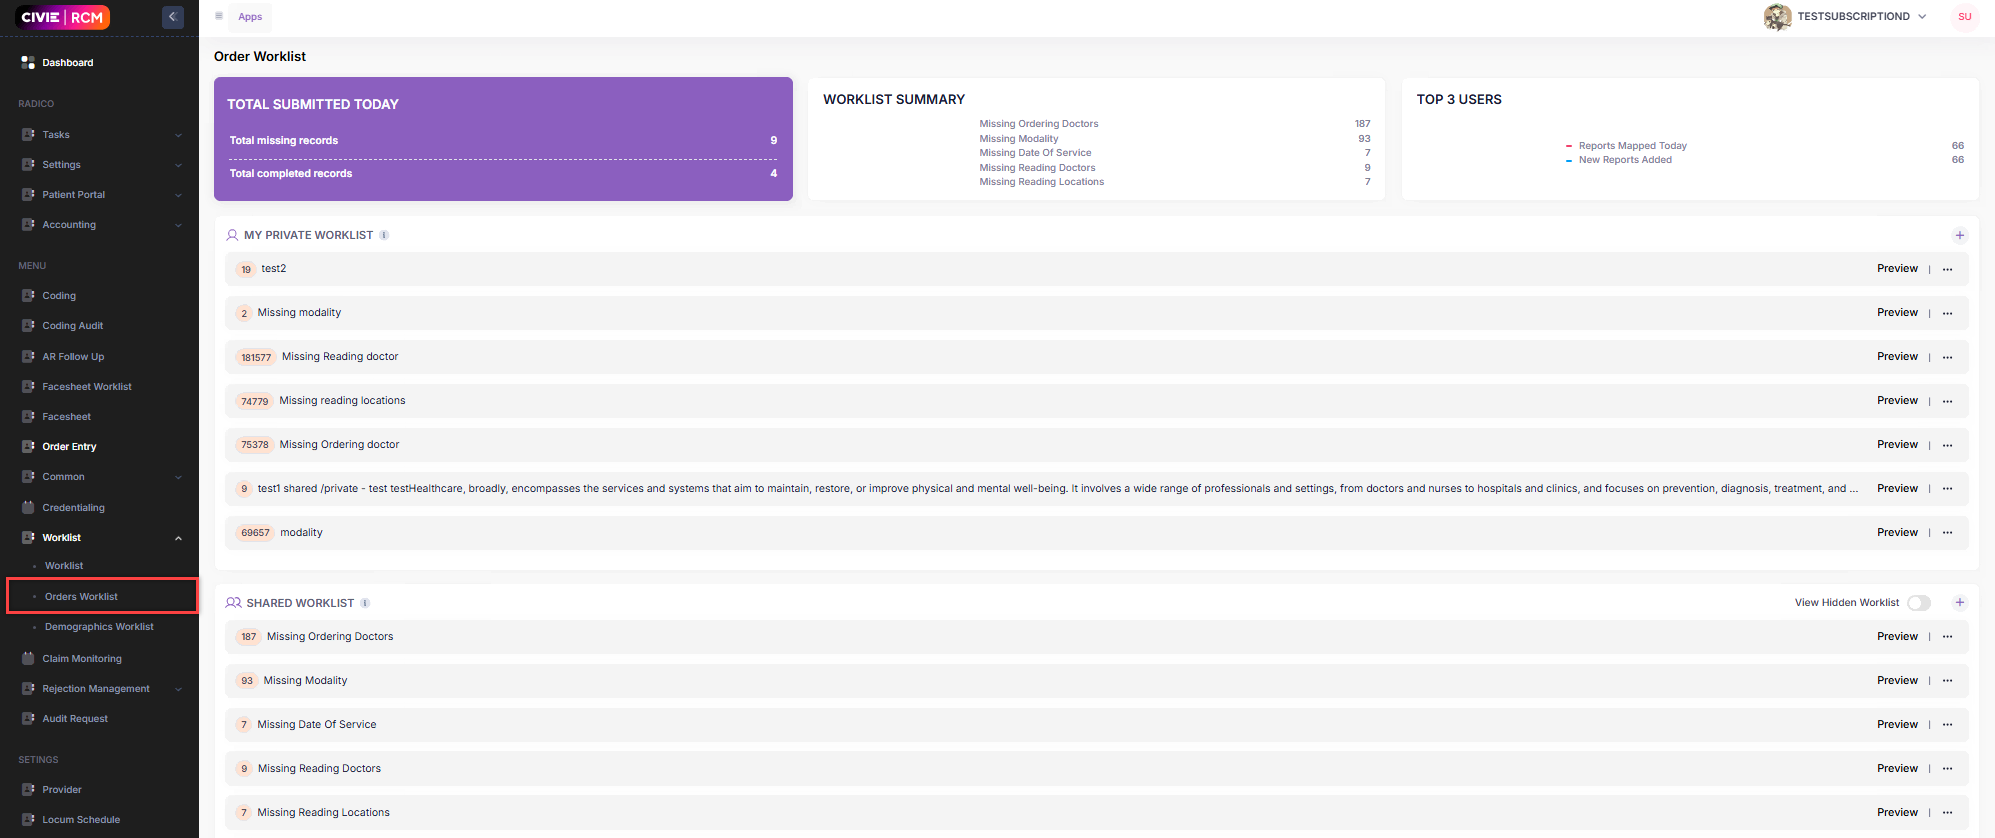 CIVIE | RCM
Apps
TESTSUBSCRIPTIOND
SU
Dashboard
RADICO
Tasks
Settings
Patient Portal
Accounting
MENU
Coding
Coding Audit
AR Follow Up
Facesheet Worklist
Facesheet
Order Entry
Common
Credentialing
Worklist
Worklist
Orders Worklist
Demographics Worklist
Claim Monitoring
Rejection Management
Audit Request
SETINGS
Provider
Locum Schedule
Order Worklist
TOTAL SUBMITTED TODAY
Total missing records 9
Total completed records 4
WORKLIST SUMMARY
Missing Ordering Doctors 187
Missing Modality 93
Missing Date Of Service 7
Missing Reading Doctors 9
Missing Reading Locations 7
TOP 3 USERS
Reports Mapped Today 66
New Reports Added 66
MY PRIVATE WORKLIST
19 test2 Preview | ...
2 Missing modality Preview | ...
181577 Missing Reading doctor Preview | ...
74779 Missing reading locations Preview | ...
75378 Missing Ordering doctor Preview | ...
9 test1 shared /private - test testHealthcare, broadly, encompasses the services and systems that aim to maintain, restore, or improve physical and mental well-being. It involves a wide range of professionals and settings, from doctors and nurses to hospitals and clinics, and focuses on prevention, diagnosis, treatment, and ... Preview | ...
69657 modality Preview | ...
SHARED WORKLIST View Hidden Worklist +
187 Missing Ordering Doctors Preview | ...
93 Missing Modality Preview | ...
7 Missing Date Of Service Preview | ...
9 Missing Reading Doctors Preview | ...
7 Missing Reading Locations Preview | ...